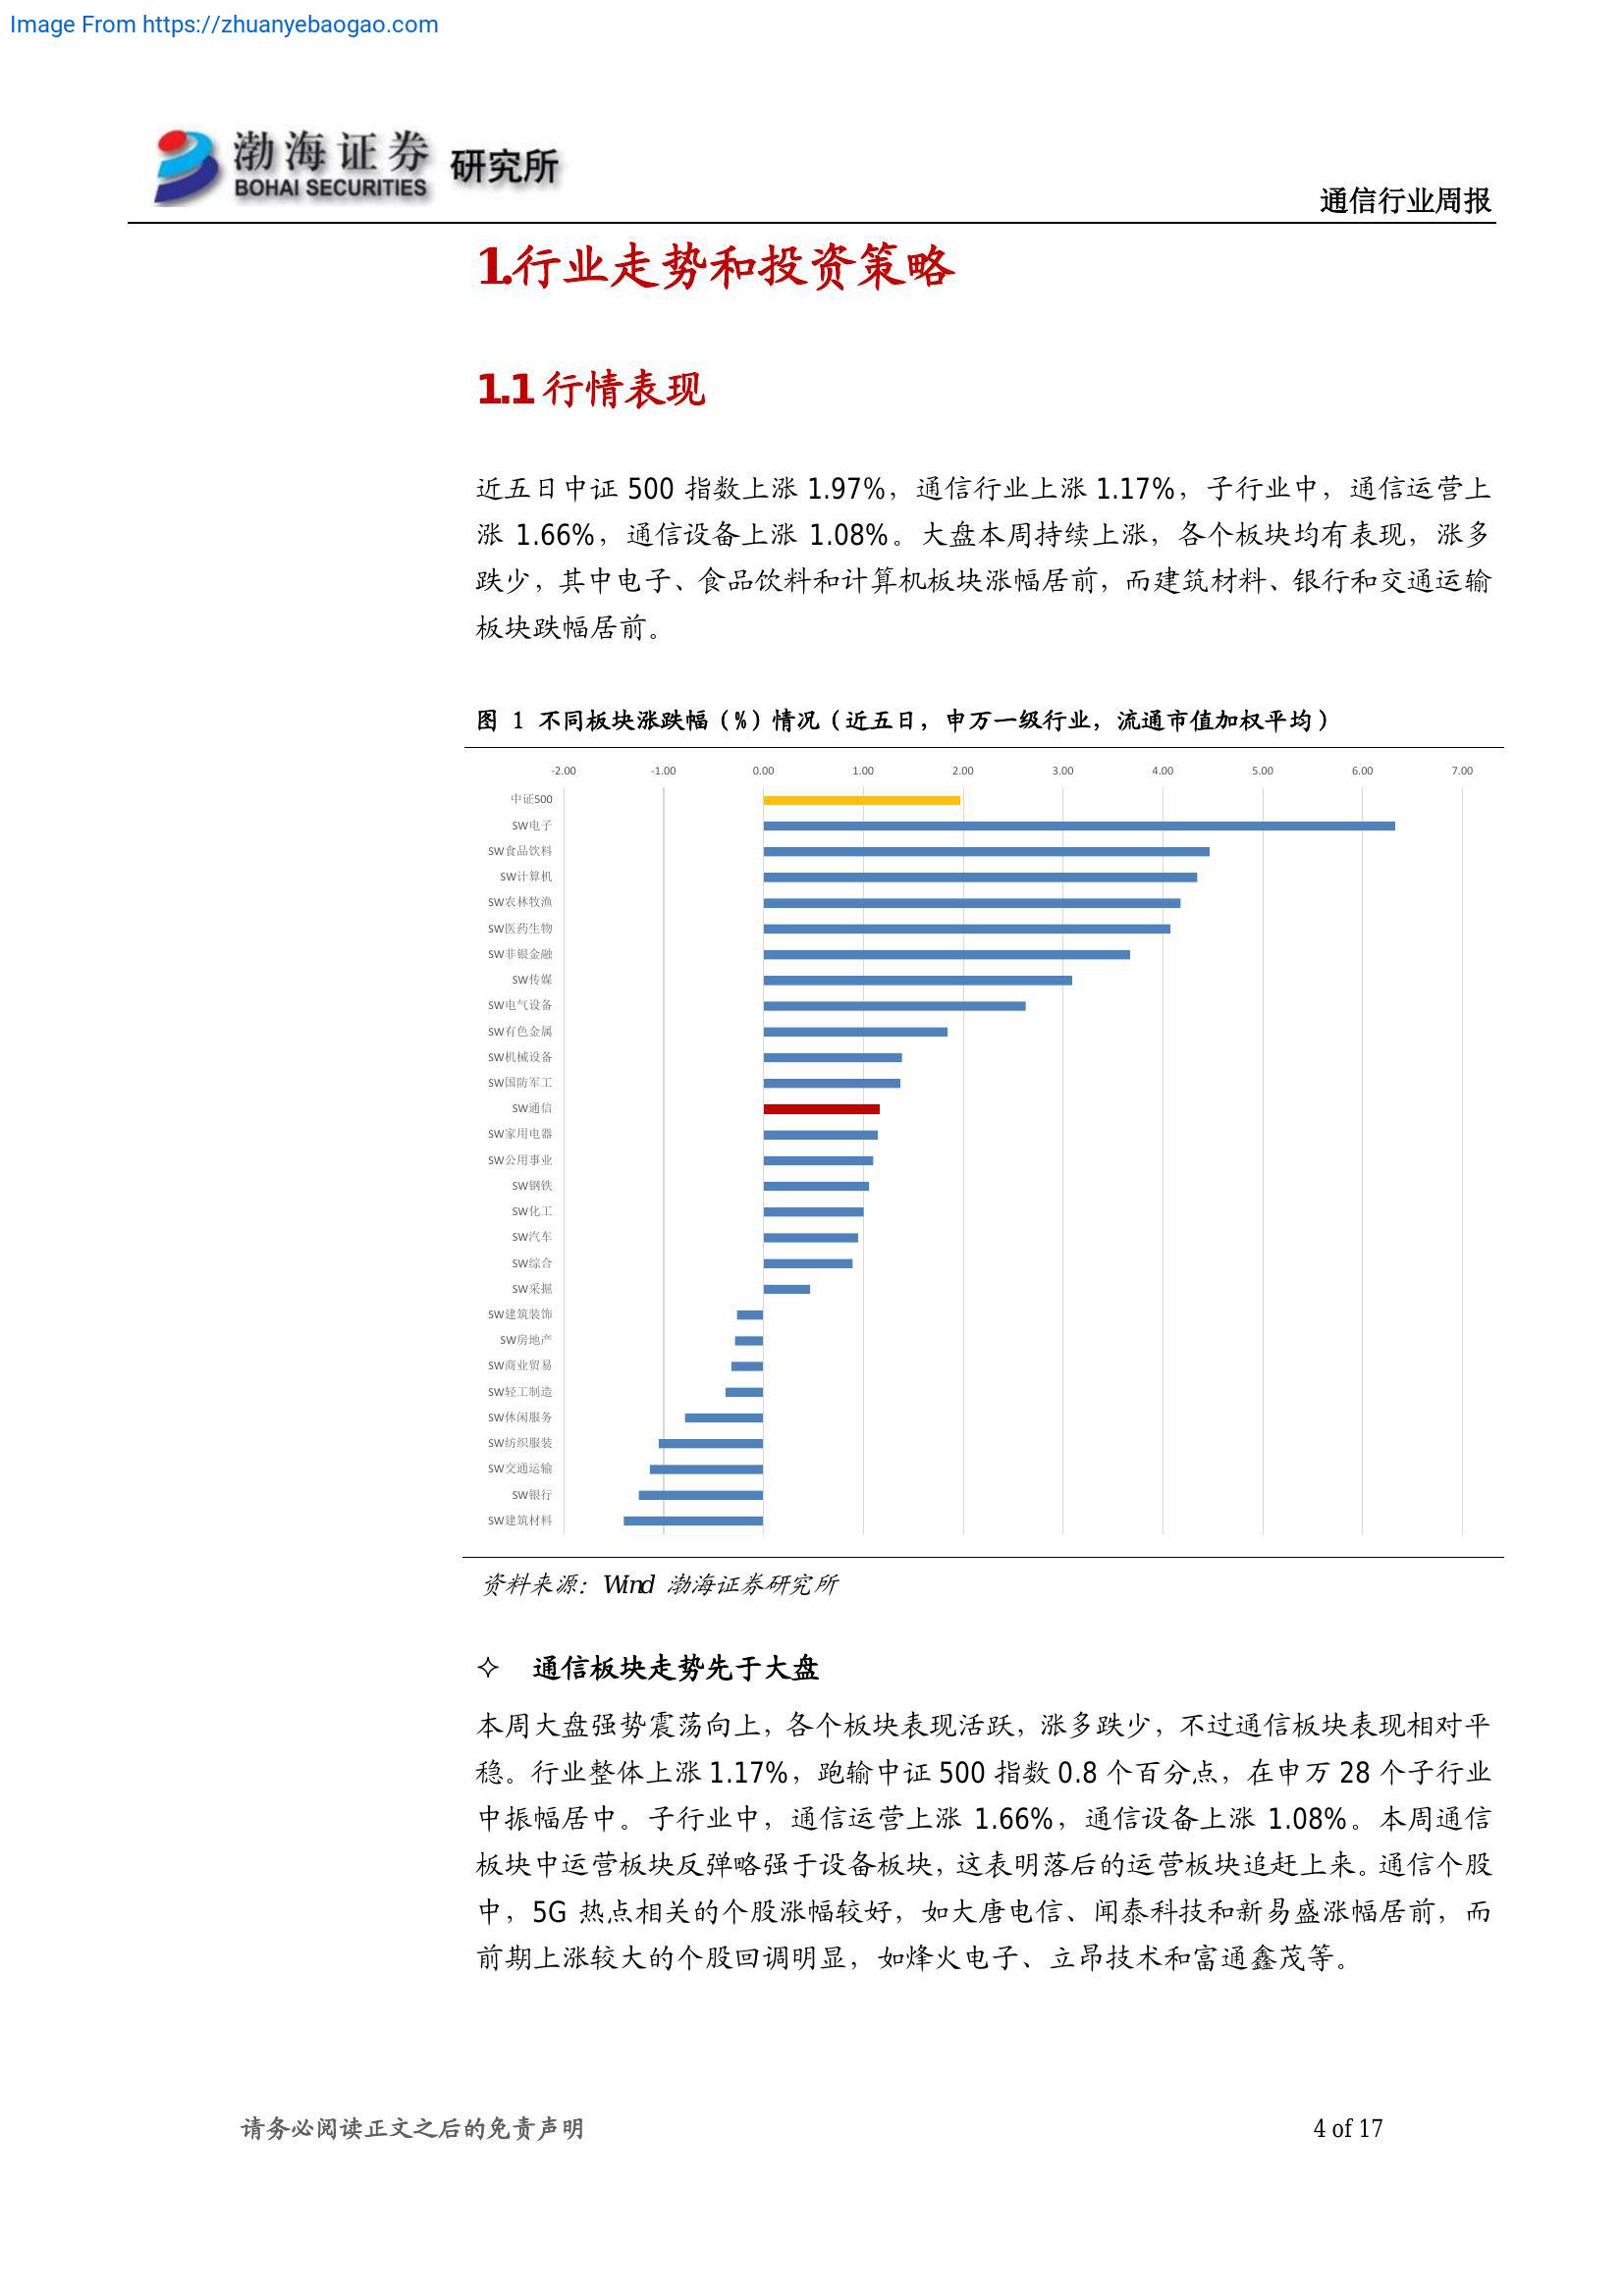 Image From https://zhuanyebaogao.com
渤海证券 研究所
BOHAI SECURITIES
通信行业周报
1.行业走势和投资策略
1.1 行情表现
近五日中证 500 指数上涨 1.97%，通信行业上涨 1.17%，子行业中，通信运营上
涨 1.66%，通信设备上涨 1.08%。大盘本周持续上涨，各个板块均有表现，涨多
跌少，其中电子、食品饮料和计算机板块涨幅居前，而建筑材料、银行和交通运输
板块跌幅居前。
图 1 不同板块涨跌幅（%）情况（近五日，申万一级行业，流通市值加权平均）
-2.00 -1.00 0.00 1.00 2.00 3.00 4.00 5.00 6.00 7.00
中证500
SW电子
SW食品饮料
SW计算机
SW农林牧渔
SW医药生物
SW非银金融
SW传媒
SW电气设备
SW有色金属
SW机械设备
SW国防军工
SW通信
SW家用电器
SW公用事业
SW钢铁
SW化工
SW汽车
SW综合
SW采掘
SW建筑装饰
SW房地产
SW商业贸易
SW轻工制造
SW休闲服务
SW纺织服装
SW交通运输
SW银行
SW建筑材料
资料来源：Wind 渤海证券研究所
✧ 通信板块走势先于大盘
本周大盘强势震荡向上，各个板块表现活跃，涨多跌少，不过通信板块表现相对平
稳。行业整体上涨 1.17%，跑输中证 500 指数 0.8 个百分点，在申万 28 个子行业
中振幅居中。子行业中，通信运营上涨 1.66%，通信设备上涨 1.08%。本周通信
板块中运营板块反弹略强于设备板块，这表明落后的运营板块追赶上来。通信个股
中，5G 热点相关的个股涨幅较好，如大唐电信、闻泰科技和新易盛涨幅居前，而
前期上涨较大的个股回调明显，如烽火电子、立昂技术和富通鑫茂等。
请务必阅读正文之后的免责声明
4 of 17